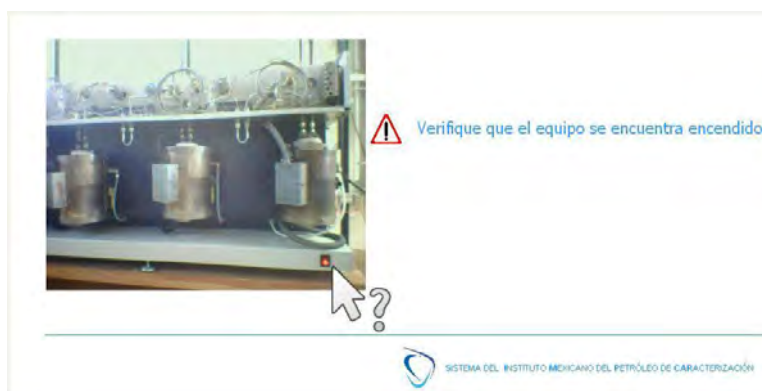 Verifique que el equipo se encuentra encendido
SISTEMA DEL INSTITUTO MEXICANO DEL PETRÓLEO DE CARACTERIZACIÓN